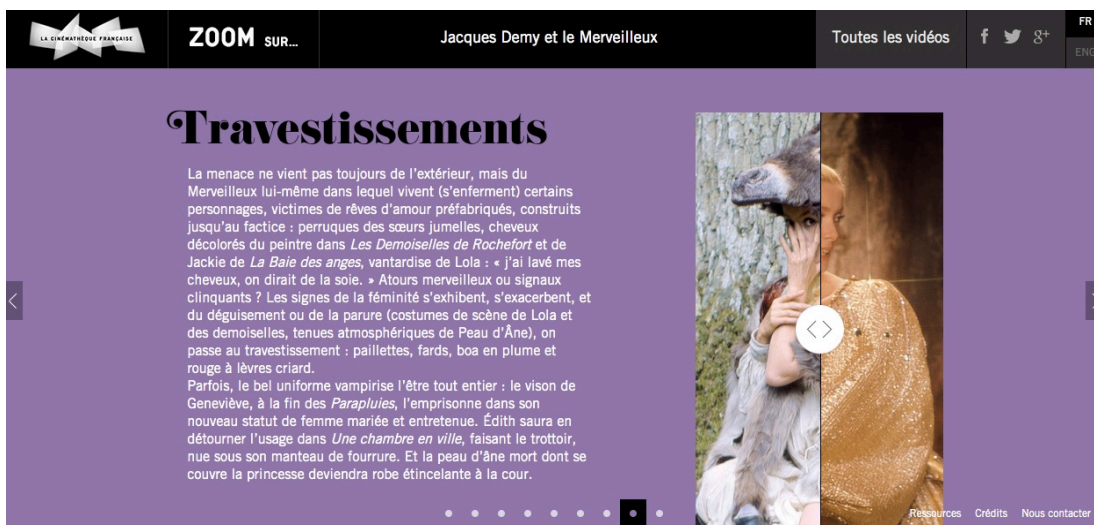 LA CINÉMATHÈQUE FRANÇAISE
ZOOM SUR...
Jacques Demy et le Merveilleux
Toutes les vidéos
FR
ENG
Travestissements
La menace ne vient pas toujours de l'extérieur, mais du
Merveilleux lui-même dans lequel vivent (s'enferment) certains
personnages, victimes de rêves d'amour préfabriqués, construits
jusqu'au factice : perruques des sœurs jumelles, cheveux
décolorés du peintre dans Les Demoiselles de Rochefort et de
Jackie de La Baie des anges, vantardise de Lola : « j'ai lavé mes
cheveux, on dirait de la soie. » Atours merveilleux ou signaux
clinquants ? Les signes de la féminité s'exhibent, s'exacerbent, et
du déguisement ou de la parure (costumes de scène de Lola et
des demoiselles, tenues atmosphériques de Peau d'Âne), on
passe au travestissement : paillettes, fards, boa en plume et
rouge à lèvres criard.
Parfois, le bel uniforme vampirise l'être tout entier : le vison de
Geneviève, à la fin des Parapluies, l'emprisonne dans son
nouveau statut de femme mariée et entretenue. Édith saura en
détourner l'usage dans Une chambre en ville, faisant le trottoir,
nue sous son manteau de fourrure. Et la peau d'âne mort dont se
couvre la princesse deviendra robe étincelante à la cour.
Ressources Crédits Nous contacter